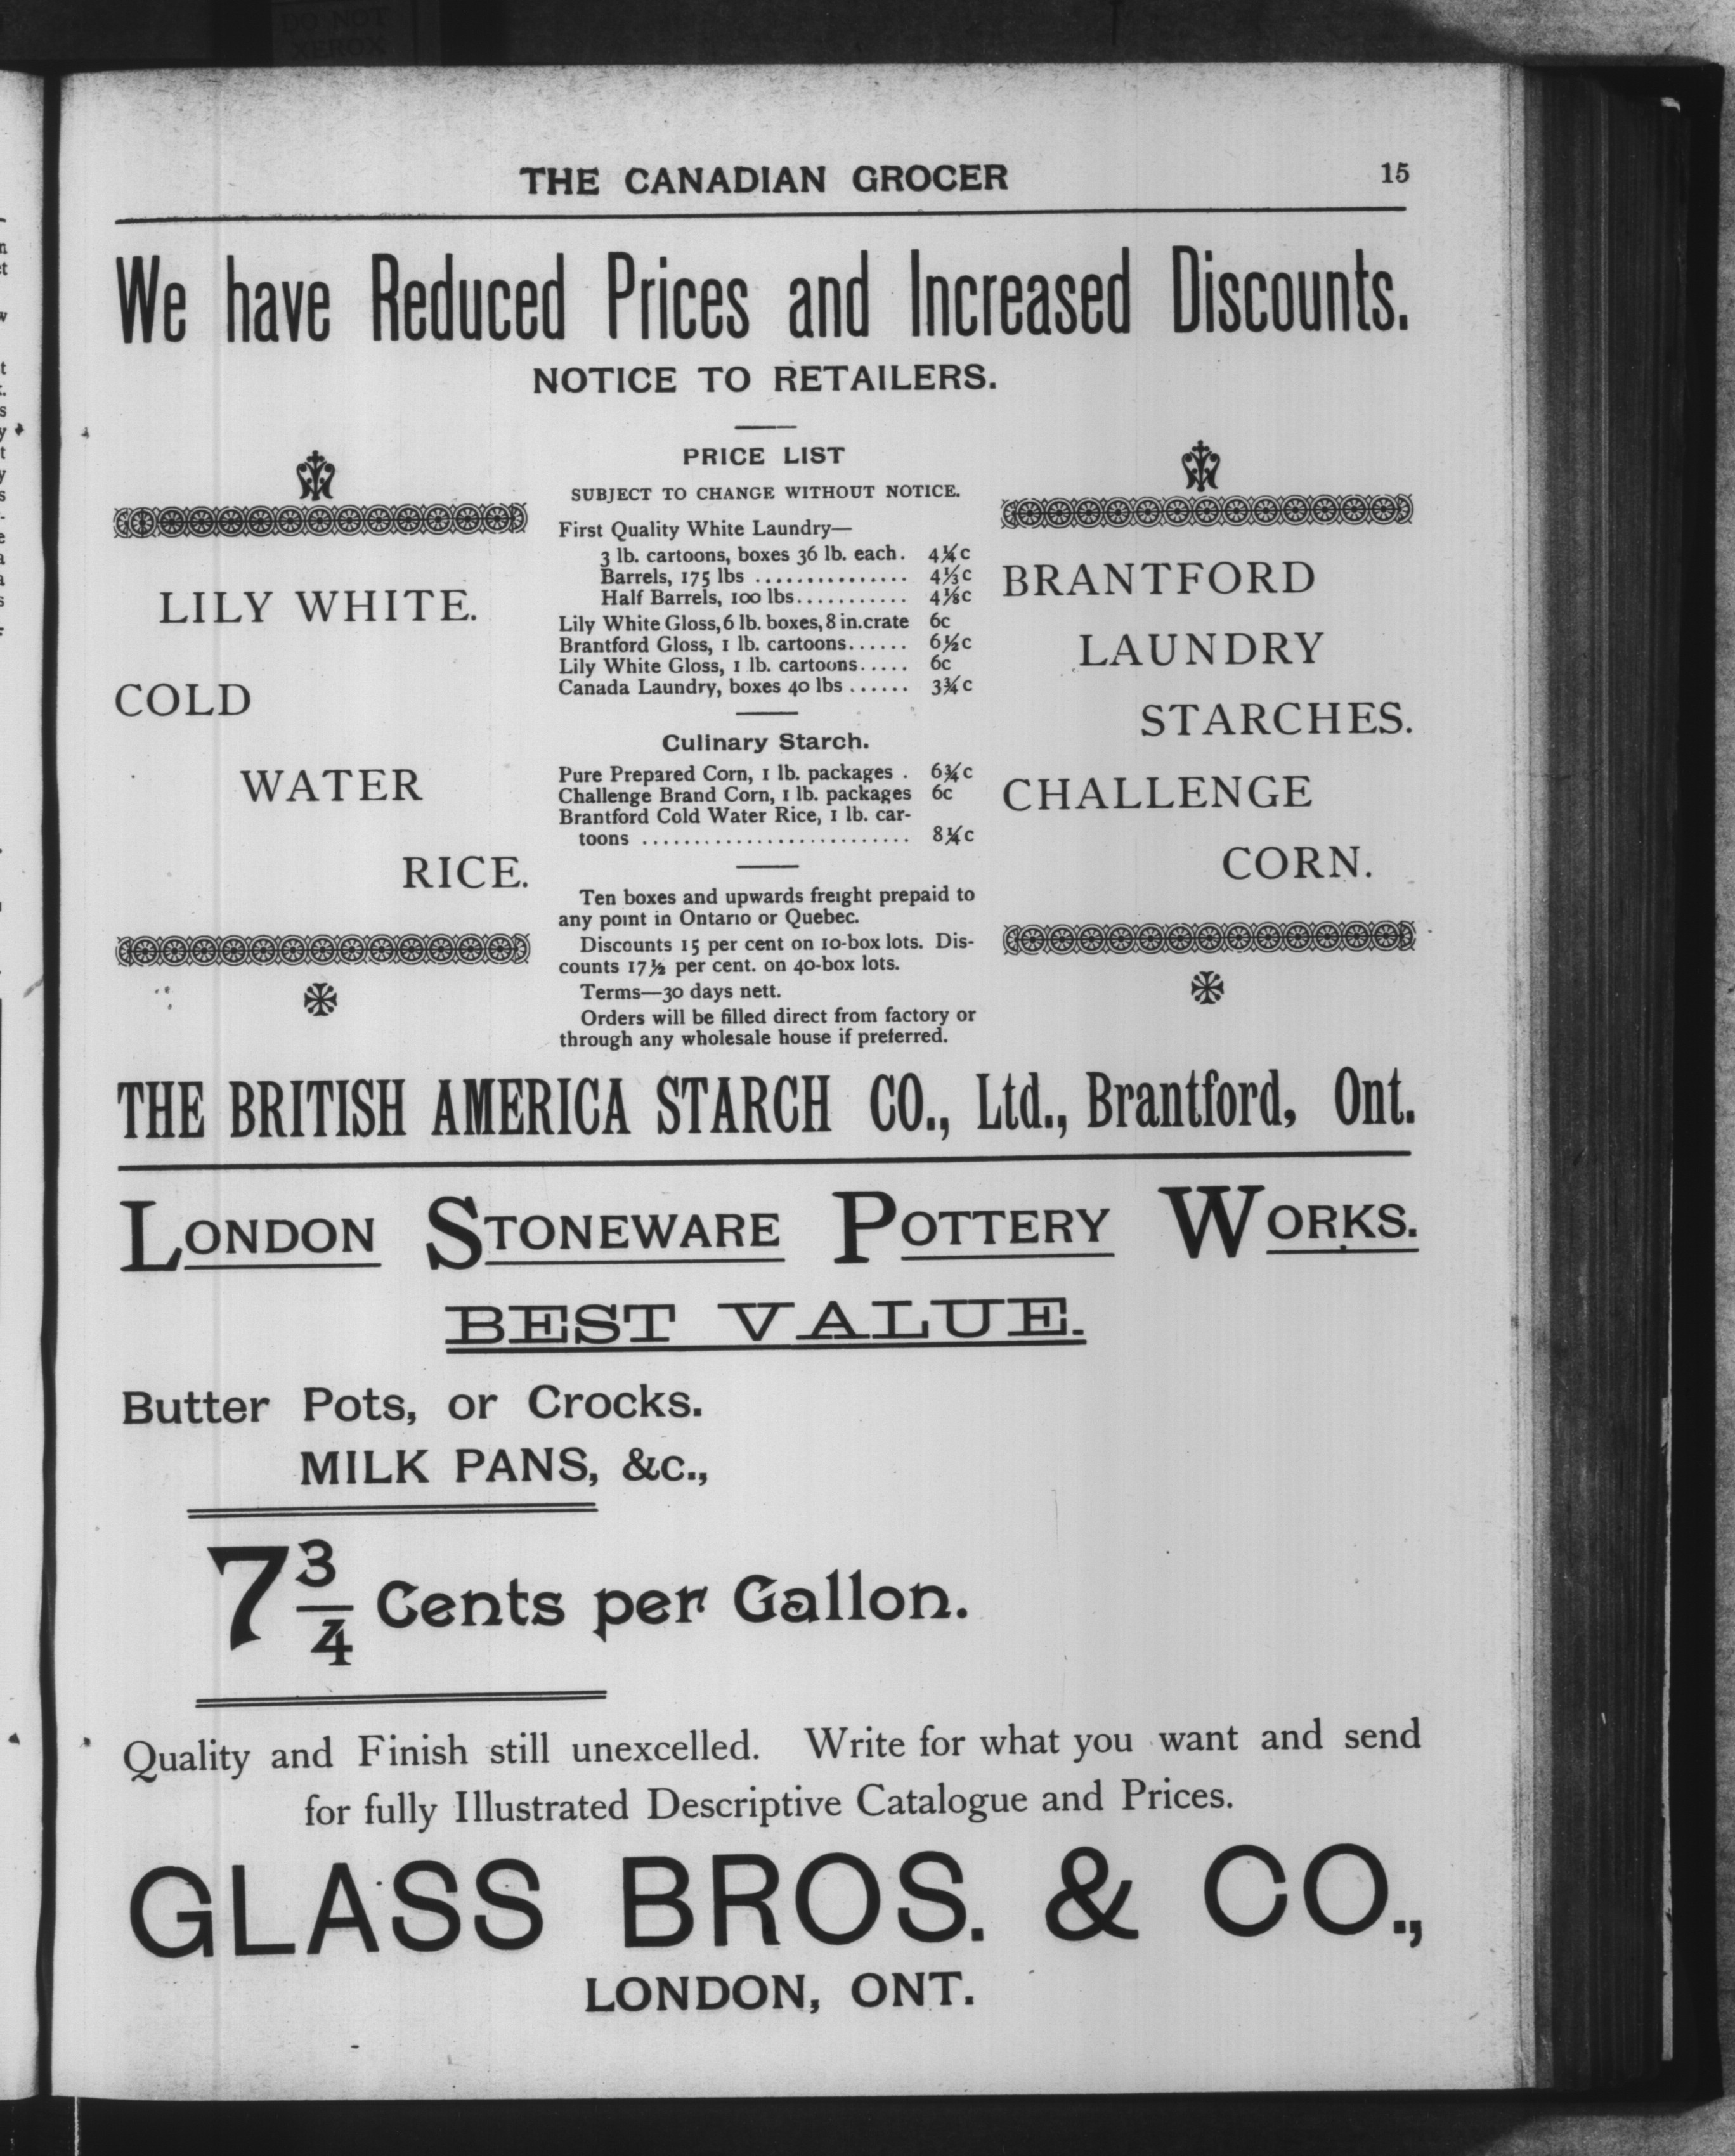 DO NOT
XEROX
THE CANADIAN GROCER 15
We have Reduced Prices and Increased Discounts.
NOTICE TO RETAILERS.
LILY WHITE.
COLD
WATER
RICE.
PRICE LIST
SUBJECT TO CHANGE WITHOUT NOTICE.
First Quality White Laundry—
3 lb. cartoons, boxes 36 lb. each. 4¼c
Barrels, 175 lbs ............... 4⅓c
Half Barrels, 100 lbs........... 4⅛c
Lily White Gloss, 6 lb. boxes, 8 in. crate 6c
Brantford Gloss, 1 lb. cartoons...... 6½c
Lily White Gloss, 1 lb. cartoons..... 6c
Canada Laundry, boxes 40 lbs ...... 3¾c
Culinary Starch.
Pure Prepared Corn, 1 lb. packages . 6¾c
Challenge Brand Corn, 1 lb. packages 6c
Brantford Cold Water Rice, 1 lb. car-
toons .......................... 8¼c
Ten boxes and upwards freight prepaid to
any point in Ontario or Quebec.
Discounts 15 per cent on 10-box lots. Dis-
counts 17½ per cent. on 40-box lots.
Terms—30 days nett.
Orders will be filled direct from factory or
through any wholesale house if preferred.
BRANTFORD
LAUNDRY
STARCHES.
CHALLENGE
CORN.
THE BRITISH AMERICA STARCH CO., Ltd., Brantford, Ont.
LONDON STONEWARE POTTERY WORKS.
BEST VALUE.
Butter Pots, or Crocks.
MILK PANS, &c.,
7¾ Cents per Gallon.
Quality and Finish still unexcelled. Write for what you want and send
for fully Illustrated Descriptive Catalogue and Prices.
GLASS BROS. & CO.,
LONDON, ONT.